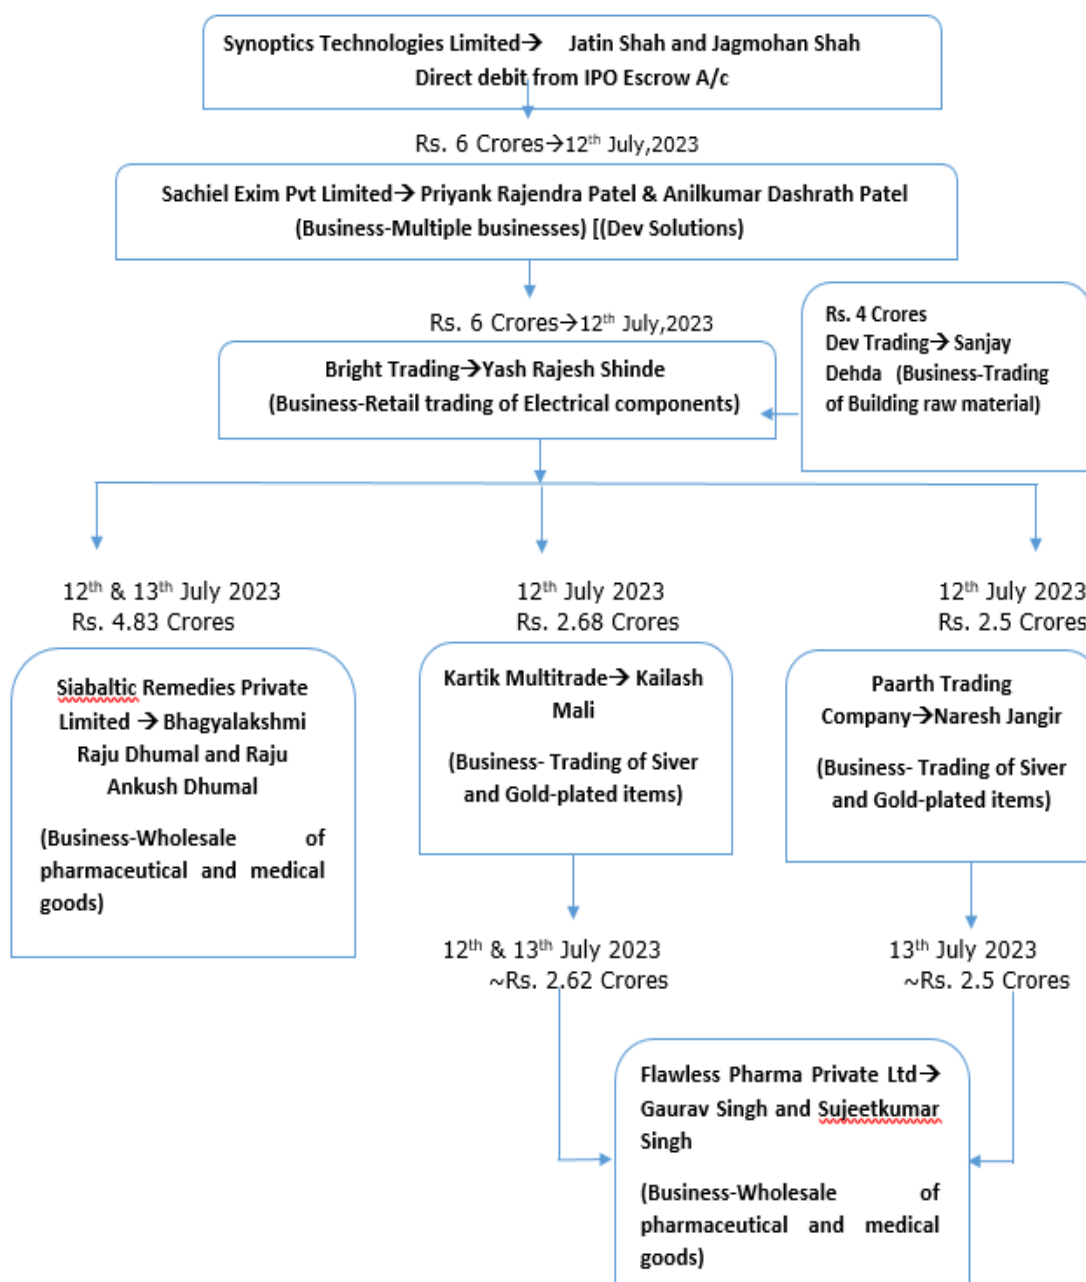 Synoptics Technologies Limited→ Jatin Shah and Jagmohan Shah
Direct debit from IPO Escrow A/c
Rs. 6 Crores→12th July,2023
Sachiel Exim Pvt Limited→ Priyank Rajendra Patel & Anilkumar Dashrath Patel
(Business-Multiple businesses) [(Dev Solutions)
Rs. 6 Crores→12th July,2023
Rs. 4 Crores
Dev Trading→ Sanjay
Dehda (Business-Trading
of Building raw material)
Bright Trading→Yash Rajesh Shinde
(Business-Retail trading of Electrical components)
12th & 13th July 2023
Rs. 4.83 Crores
12th July 2023
Rs. 2.68 Crores
12th July 2023
Rs. 2.5 Crores
Siabaltic Remedies Private
Limited → Bhagyalakshmi
Raju Dhumal and Raju
Ankush Dhumal
(Business-Wholesale of
pharmaceutical and medical
goods)
Kartik Multitrade→ Kailash
Mali
(Business- Trading of Siver
and Gold-plated items)
Paarth Trading
Company→Naresh Jangir
(Business- Trading of Siver
and Gold-plated items)
12th & 13th July 2023
~Rs. 2.62 Crores
13th July 2023
~Rs. 2.5 Crores
Flawless Pharma Private Ltd→
Gaurav Singh and Sujeetkumar
Singh
(Business-Wholesale of
pharmaceutical and medical
goods)